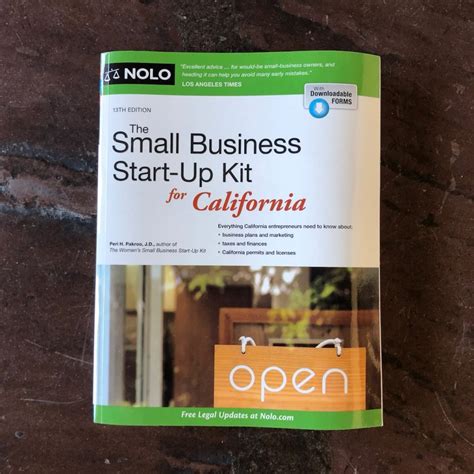 NOLO
"Excellent advice ... for would-be small-business owners, and
heeding it can help you avoid many early mistakes."
LOS ANGELES TIMES
13TH EDITION
With
Downloadable
FORMS
The
Small Business
Start-Up Kit
for California
Everything California entrepreneurs need to know about:
• business plans and marketing
• taxes and finances
• California permits and licenses
Peri H. Pakroo, J.D., author of
The Women's Small Business Start-Up Kit
open
Free Legal Updates at Nolo.com